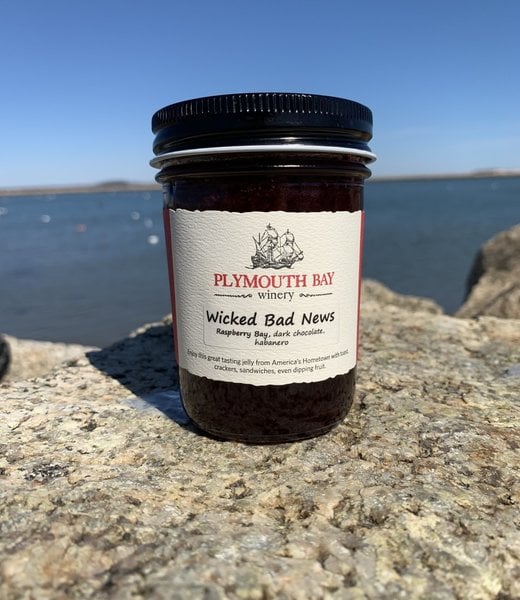 PLYMOUTH BAY
winery
Wicked Bad News
Raspberry Bay, dark chocolate,
habanero
Enjoy this great tasting jelly from America's Hometown with toast,
crackers, sandwiches, even dipping fruit.